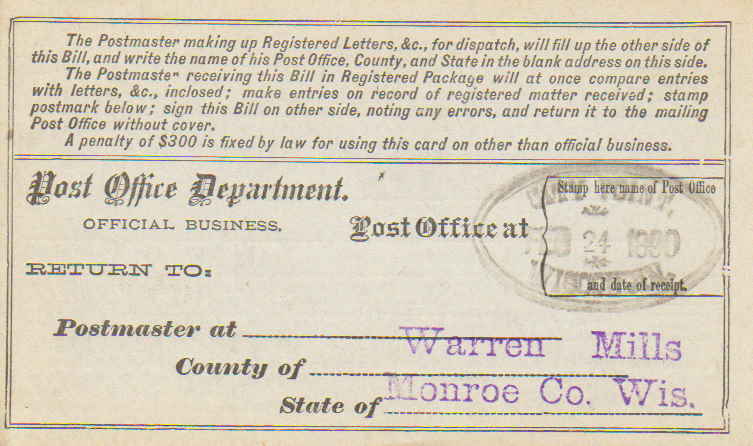 The Postmaster making up Registered Letters, &c., for dispatch, will fill up the other side of
this Bill, and write the name of his Post Office, County, and State in the blank address on this side.
The Postmaster receiving this Bill in Registered Package will at once compare entries
with letters, &c., inclosed; make entries on record of registered matter received; stamp
postmark below; sign this Bill on other side, noting any errors, and return it to the mailing
Post Office without cover.
A penalty of $300 is fixed by law for using this card on other than official business.
Post Office Department.
OFFICIAL BUSINESS.
Post Office at
Stamp here name of Post Office
24
and date of receipt.
RETURN TO:
Postmaster at Warren Mills
County of
Monroe Co. Wis.
State of